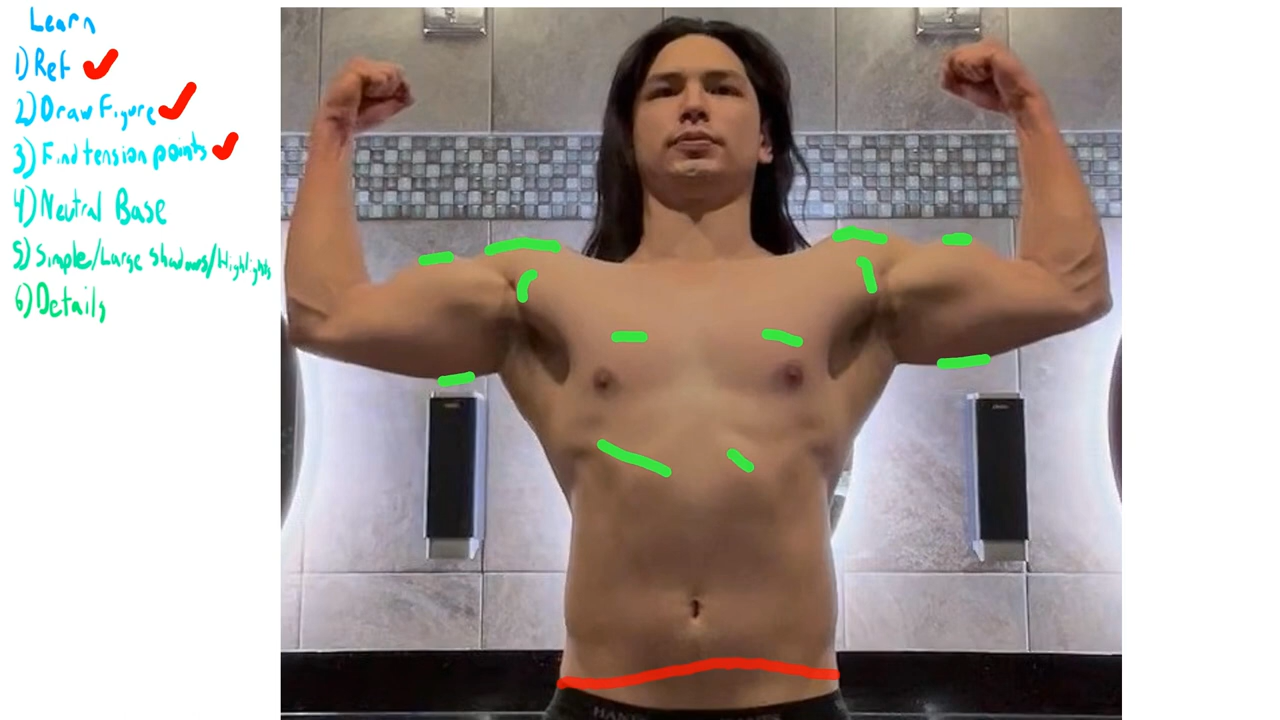 Learn
1) Ref
2) Draw Figure
3) Find tension points
4) Neutral Base
5) Simple/Large shadows/Highlights
6) Details